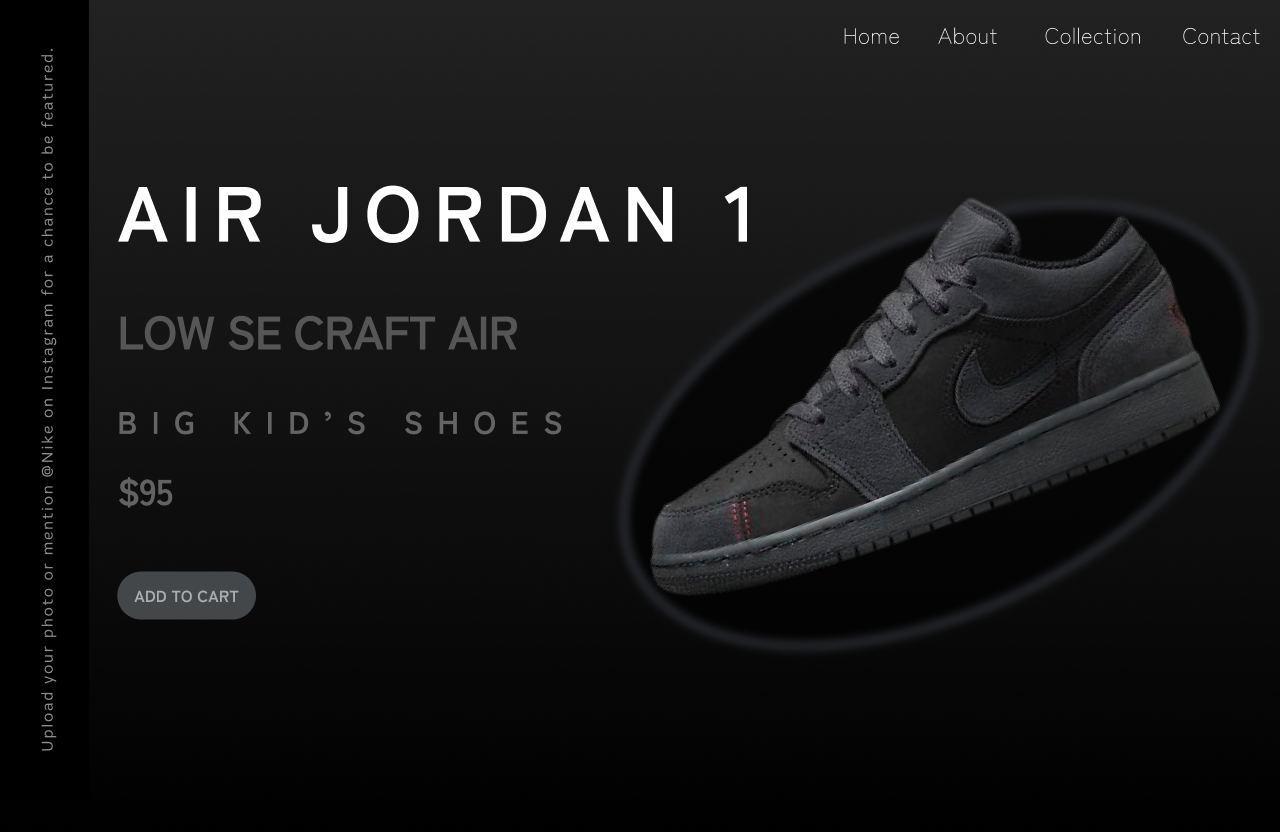 Home About Collection Contact
AIR JORDAN 1
LOW SE CRAFT AIR
BIG KID’S SHOES
$95
ADD TO CART
Upload your photo or mention @Nike on Instagram for a chance to be featured.